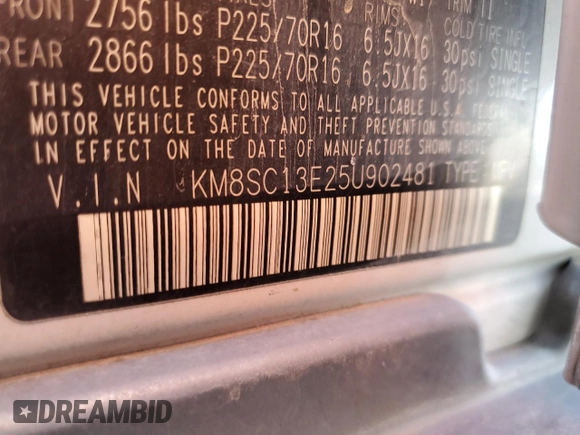 FRONT 2756 lbs P225/70R16 6.5JX16 30psi SINGLE
REAR 2866 lbs P225/70R16 6.5JX16 30psi SINGLE
THIS VEHICLE CONFORMS TO ALL APPLICABLE U.S.A. FEDERAL
MOTOR VEHICLE SAFETY AND THEFT PREVENTION STANDARDS
IN EFFECT ON THE DATE OF MANUFACTURE SHOWN ABOVE
V.I.N KM8SC13E25U902481 TYPE
DREAMBID